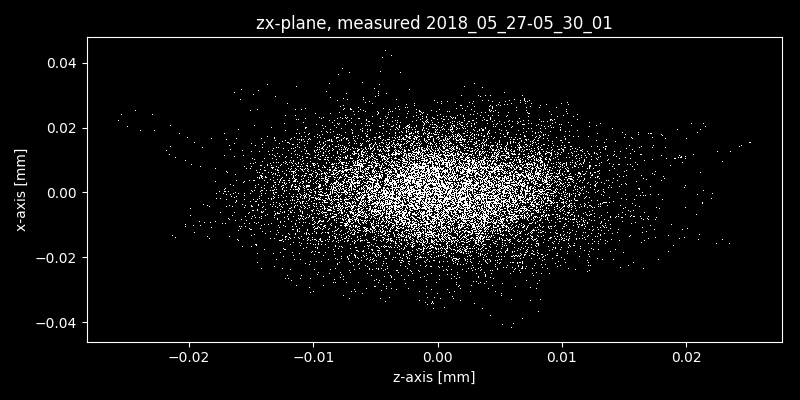 zx-plane, measured 2018_05_27-05_30_01
0.04
0.02
0.00
−0.02
−0.04
x-axis [mm]
−0.02 −0.01 0.00 0.01 0.02
z-axis [mm]